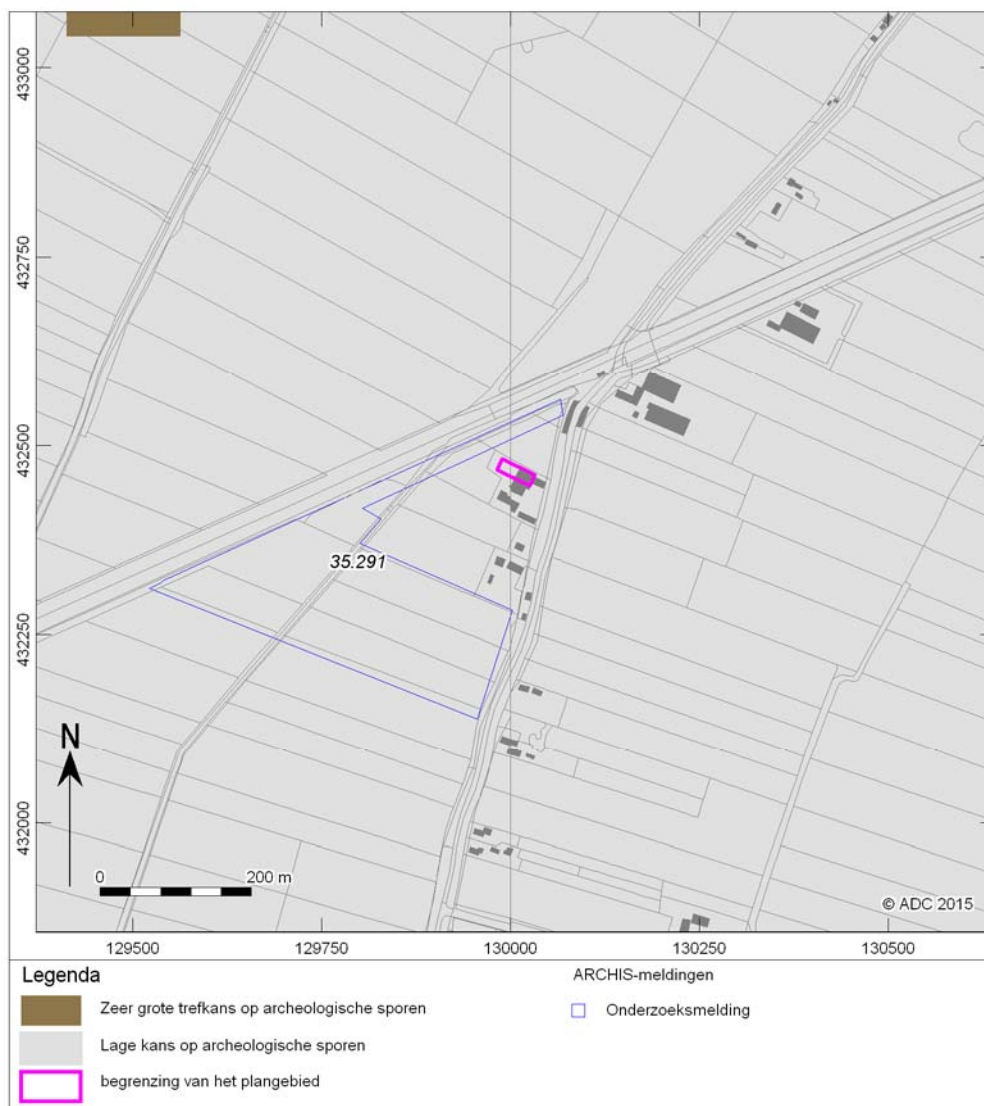 433000
432750
432500
432250
432000
35.291
N
0 200 m
© ADC 2015
129500 129750 130000 130250 130500
Legenda
Zeer grote trefkans op archeologische sporen
Lage kans op archeologische sporen
begrenzing van het plangebied
ARCHIS-meldingen
Onderzoeksmelding